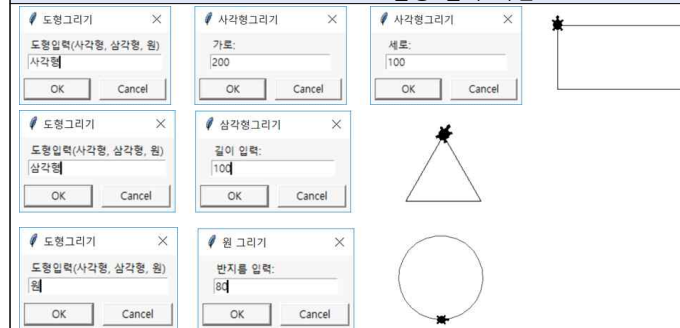 도형그리기
사각형그리기
사각형그리기
도형입력(사각형, 삼각형, 원)
가로:
세로:
사각형
200
100
OK Cancel
OK Cancel
OK Cancel
도형그리기
삼각형그리기
도형입력(사각형, 삼각형, 원)
길이 입력:
삼각형
100
OK Cancel
OK Cancel
도형그리기
원 그리기
도형입력(사각형, 삼각형, 원)
반지름 입력:
원
80
OK Cancel
OK Cancel